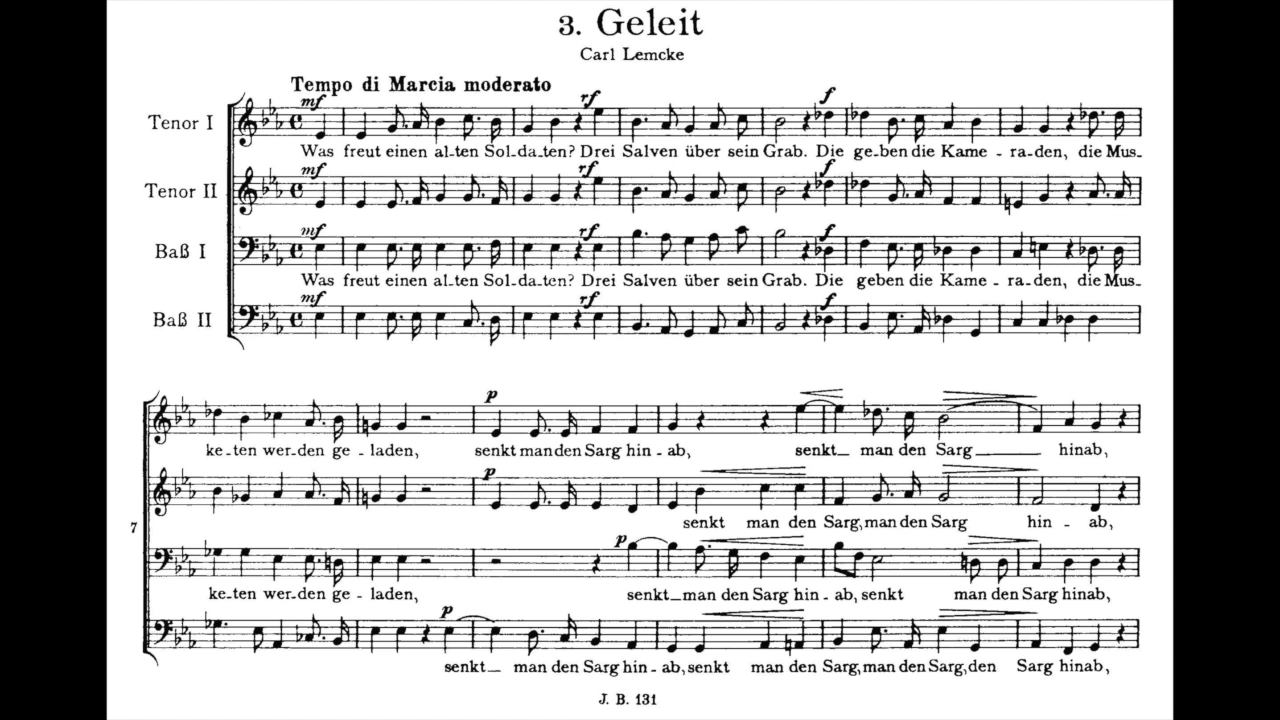 3. Geleit
Carl Lemcke
Tempo di Marcia moderato
mf rf f
Tenor I
Was freut einen al-ten Sol-da-ten? Drei Salven über sein Grab. Die ge-ben die Kame - ra-den, die Mus-
mf rf f
Tenor II
mf rf f
Baß I
Was freut einen al-ten Sol-da-ten? Drei Salven über sein Grab. Die geben die Kame - ra-den, die Mus-
mf rf f
Baß II
p
ke-ten wer-den ge - laden, senkt man den Sarg hin - ab, senkt man den Sarg hinab,
p
senkt man den Sarg, man den Sarg hin - ab,
7
p
ke-ten wer-den ge - laden, senkt man den Sarg hin - ab, senkt man den Sarg hinab,
p
senkt man den Sarg hin - ab, senkt man den Sarg, man den Sarg, den Sarg hinab,
J. B. 131